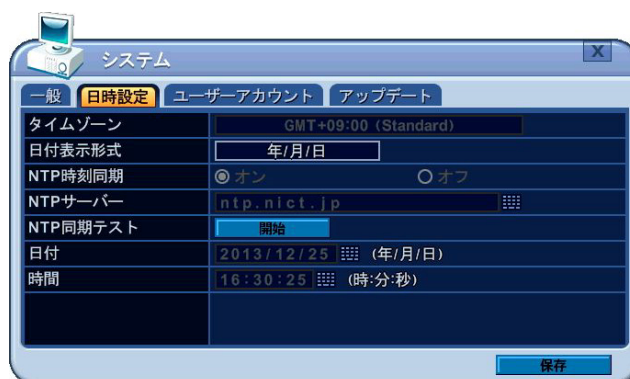 システム
X
一般 日時設定 ユーザーアカウント アップデート
タイムゾーン GMT+09:00 (Standard)
日付表示形式 年/月/日
NTP時刻同期 オン オフ
NTPサーバー ntp.nict.jp
NTP同期テスト 開始
日付 2013/12/25 (年/月/日)
時間 16:30:25 (時:分:秒)
保存